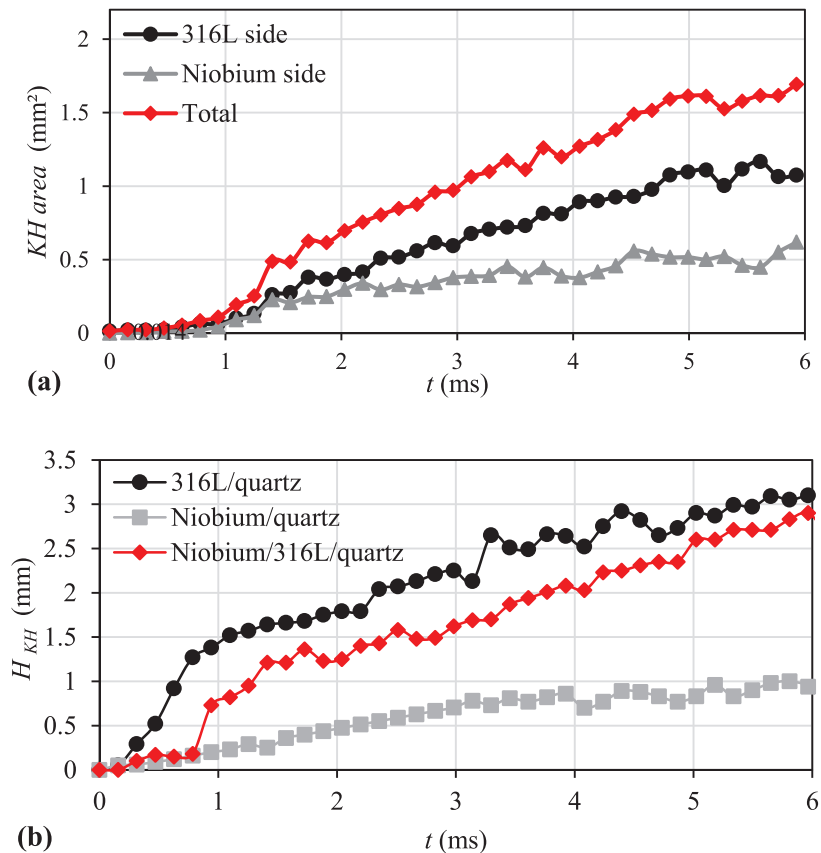 2
316L side
Niobium side
Total
1.5
1
0.5
0
KH area (mm²)
0 1 2 3 4 5 6
t (ms)
(a)
3.5
316L/quartz
3
Niobium/quartz
2.5
Niobium/316L/quartz
2
1.5
1
0.5
0
H KH (mm)
0 1 2 3 4 5 6
t (ms)
(b)